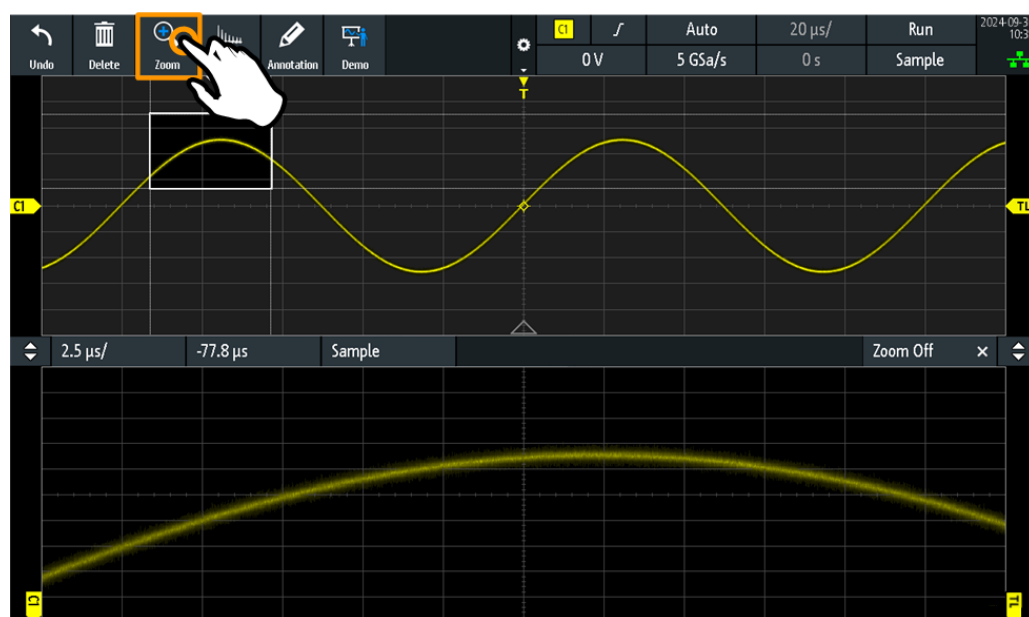 C1 Auto 20 µs/ Run 2024-09-3
10:3
Undo Delete Zoom Annotation Demo 0 V 5 GSa/s 0 s Sample
T
C1 TL
2.5 µs/ -77.8 µs Sample Zoom Off ×
C1 TL